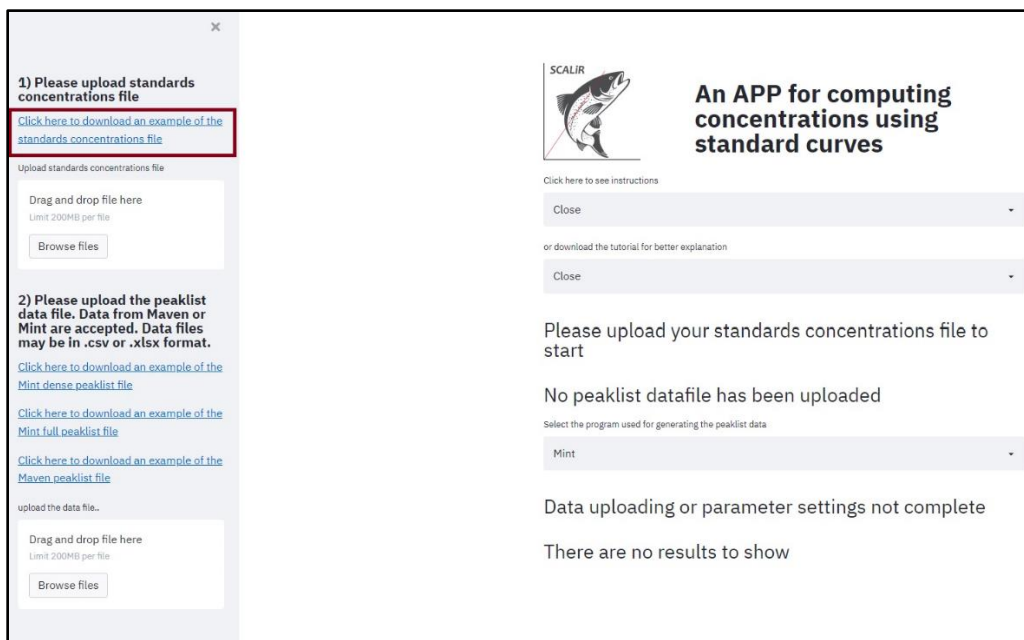 ×
1) Please upload standards
concentrations file
Click here to download an example of the
standards concentrations file
Upload standards concentrations file
Drag and drop file here
Limit 200MB per file
Browse files
2) Please upload the peaklist
data file. Data from Maven or
Mint are accepted. Data files
may be in .csv or .xlsx format.
Click here to download an example of the
Mint dense peaklist file
Click here to download an example of the
Mint full peaklist file
Click here to download an example of the
Maven peaklist file
upload the data file..
Drag and drop file here
Limit 200MB per file
Browse files
SCALiR
An APP for computing
concentrations using
standard curves
Click here to see instructions
Close
or download the tutorial for better explanation
Close
Please upload your standards concentrations file to
start
No peaklist datafile has been uploaded
Select the program used for generating the peaklist data
Mint
Data uploading or parameter settings not complete
There are no results to show